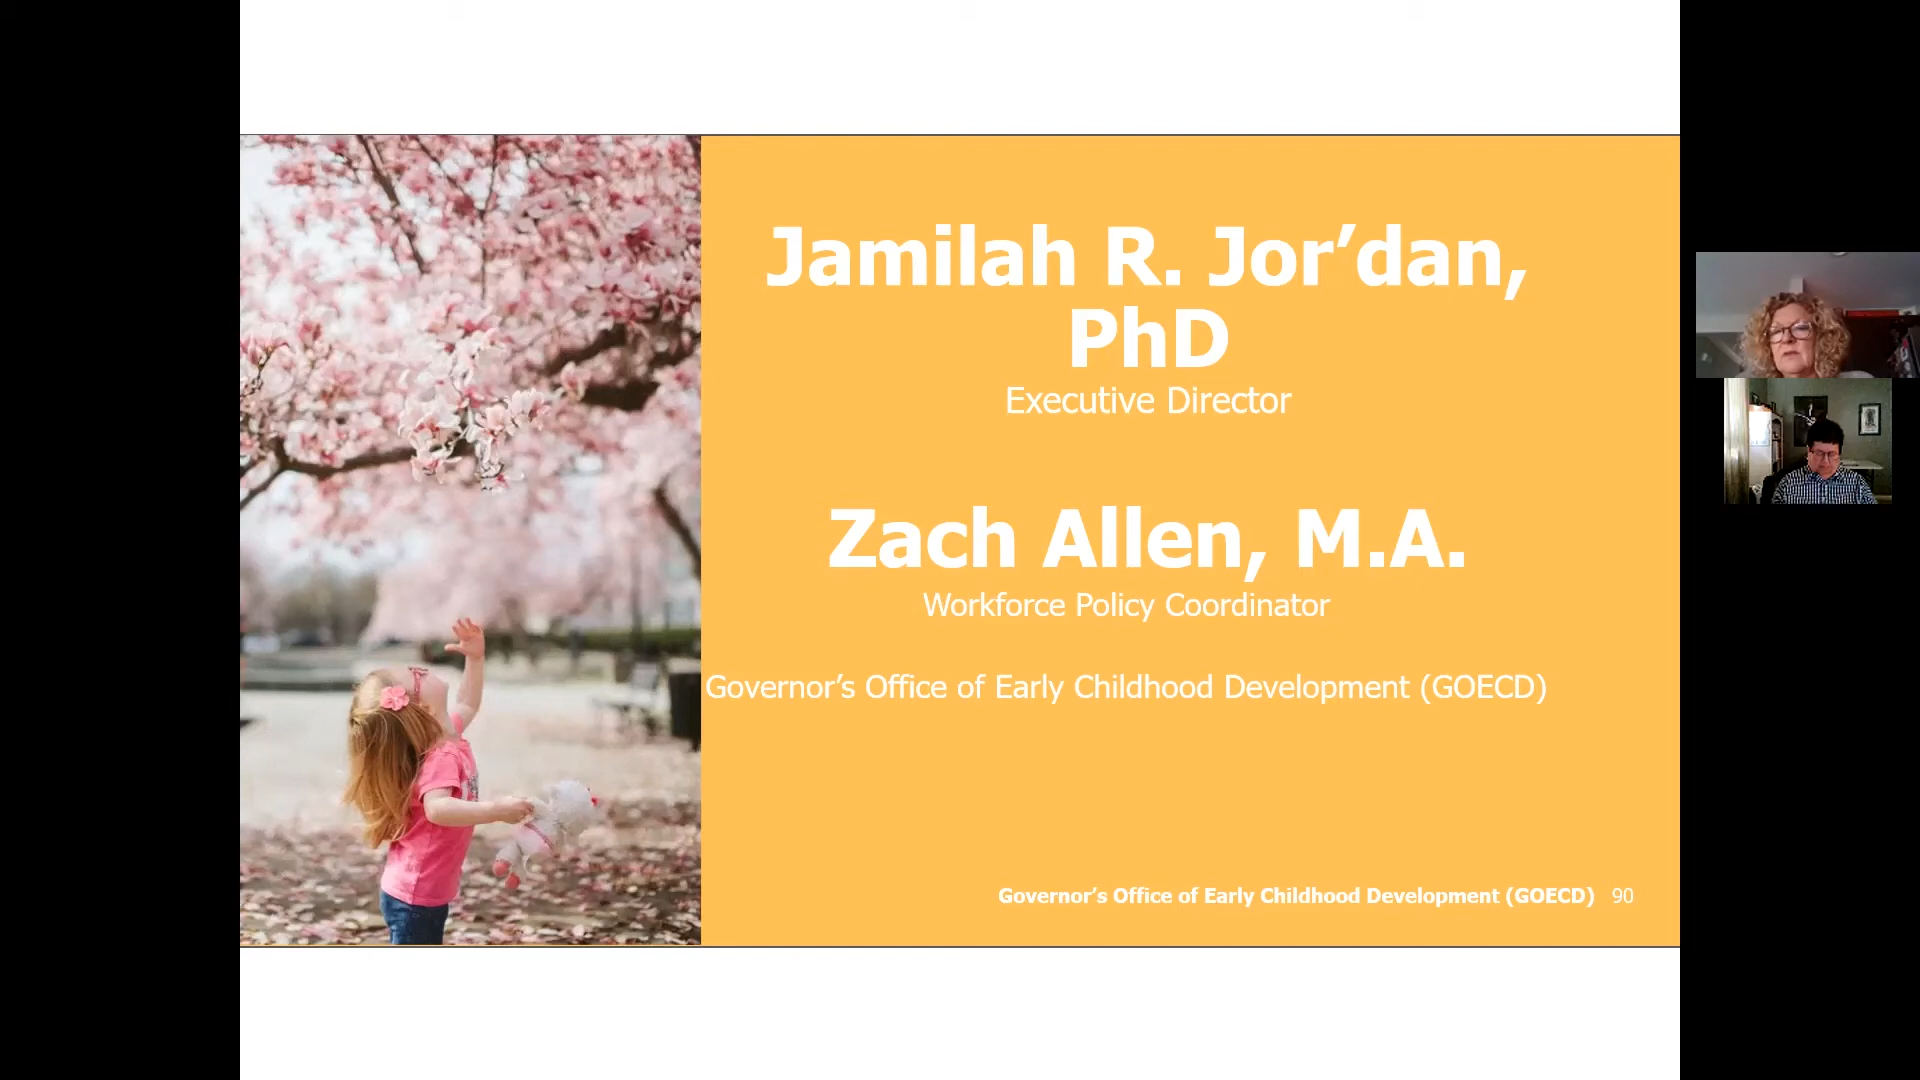 Jamilah R. Jor’dan,
PhD
Executive Director
Zach Allen, M.A.
Workforce Policy Coordinator
Governor’s Office of Early Childhood Development (GOECD)
Governor’s Office of Early Childhood Development (GOECD) 90